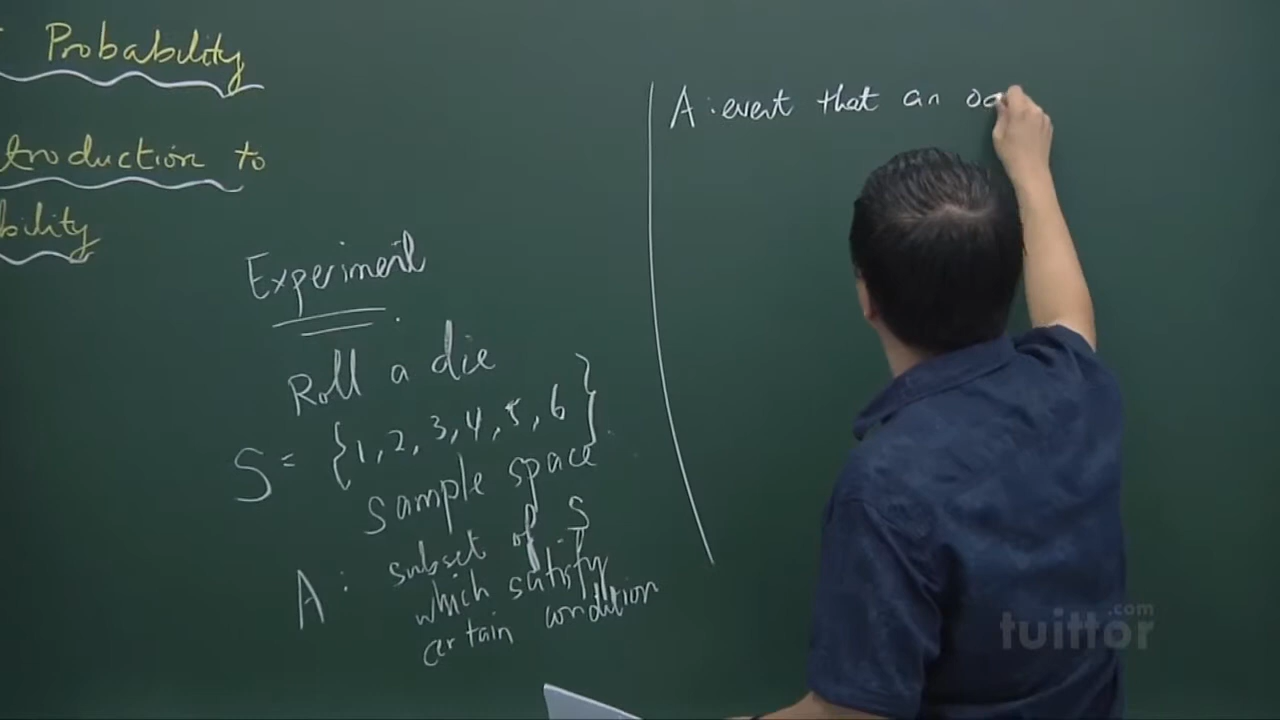 Probability
troduction to
bility
Experiment
Roll a die
S = {1, 2, 3, 4, 5, 6}
sample space
A : subset of S
which satisfy
certain condition
A : event that an
tuittor.com